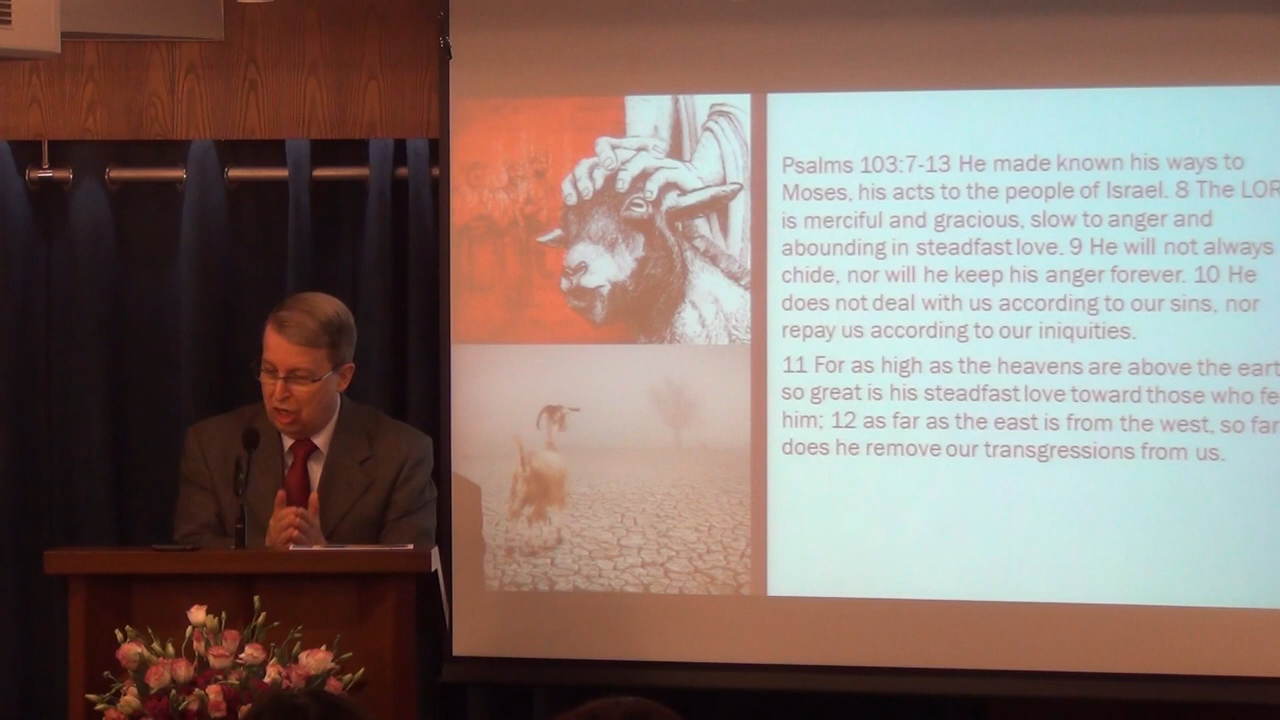 Psalms 103:7-13 He made known his ways to
Moses, his acts to the people of Israel. 8 The LOR
is merciful and gracious, slow to anger and
abounding in steadfast love. 9 He will not always
chide, nor will he keep his anger forever. 10 He
does not deal with us according to our sins, nor
repay us according to our iniquities.
11 For as high as the heavens are above the eart
so great is his steadfast love toward those who fe
him; 12 as far as the east is from the west, so far
does he remove our transgressions from us.